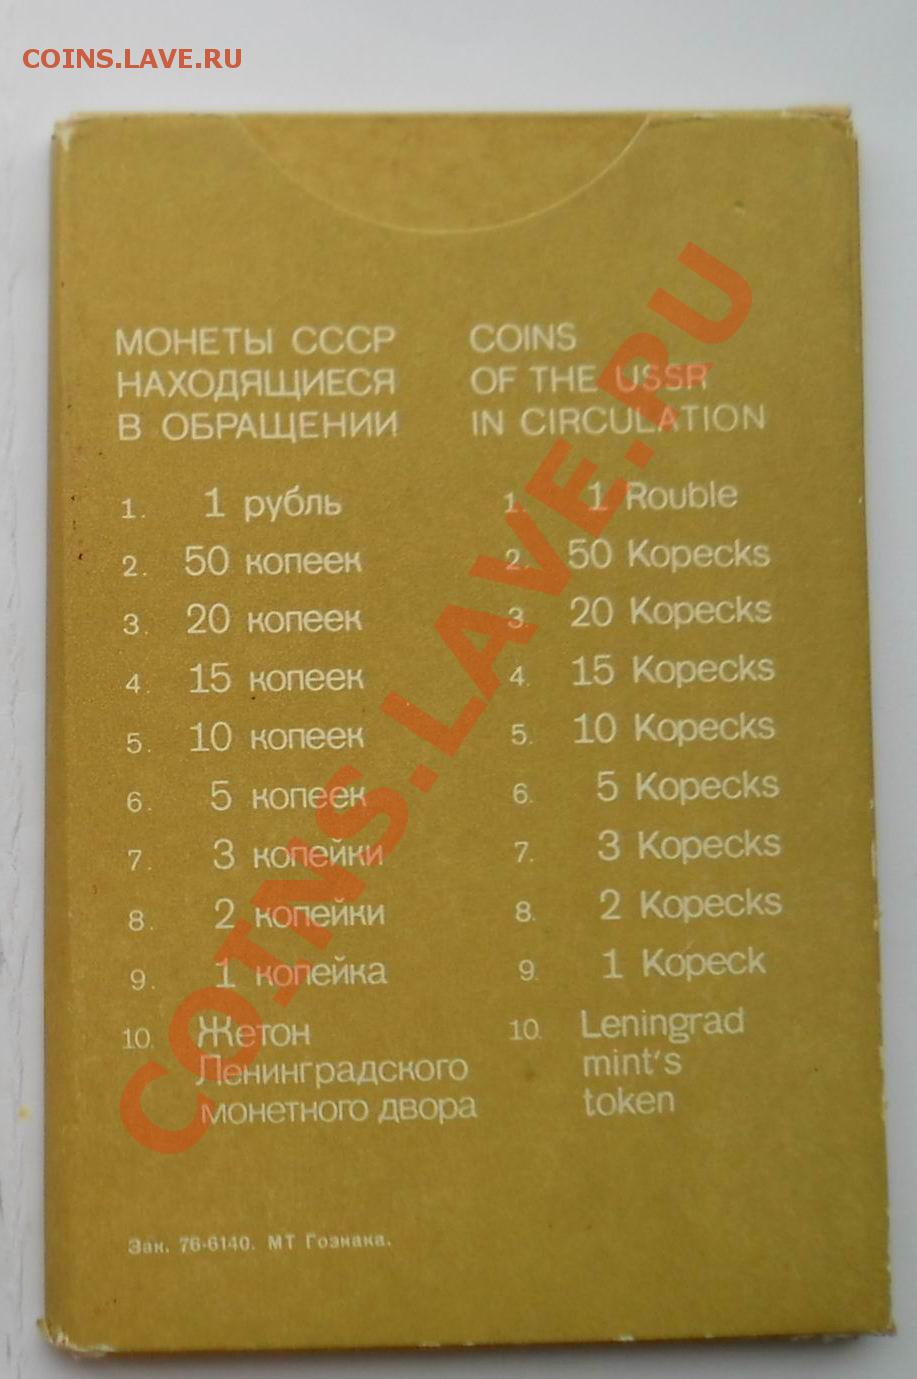 COINS.LAVE.RU
МОНЕТЫ СССР
НАХОДЯЩИЕСЯ
В ОБРАЩЕНИИ
1. 1 рубль
2. 50 копеек
3. 20 копеек
4. 15 копеек
5. 10 копеек
6. 5 копеек
7. 3 копейки
8. 2 копейки
9. 1 копейка
10. Жетон
Ленинградского
монетного двора
COINS
OF THE USSR
IN CIRCULATION
1. 1 Rouble
2. 50 Kopecks
3. 20 Kopecks
4. 15 Kopecks
5. 10 Kopecks
6. 5 Kopecks
7. 3 Kopecks
8. 2 Kopecks
9. 1 Kopeck
10. Leningrad
mint's
token
Зак. 76-6140. МТ Гознака.
COINS.LAVE.RU